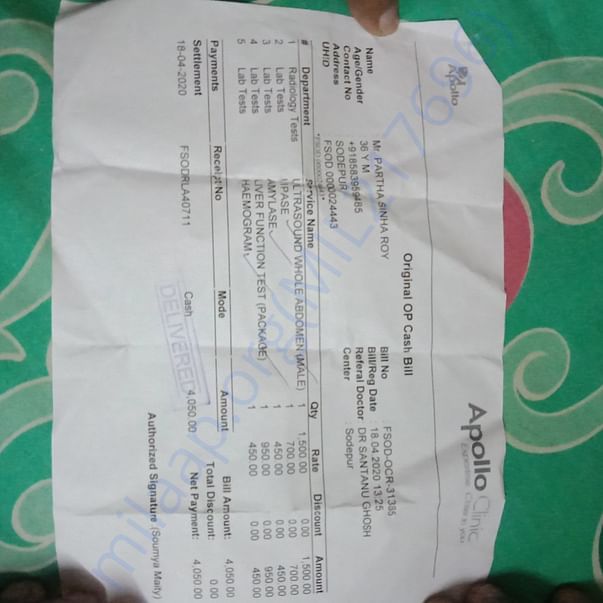 Apollo
Apollo Clinic
Expertise. Closer to you.
Original OP Cash Bill
Name : Mr. PARTHA SINHA ROY
Age/Gender : 36 Y M
Contact No : +918583959485
Address : SODEPUR
UHID : FSOD.0000024443
Bill No : FSOD-OCR-31385
Bill/Reg Date : 18.04.2020 13:25
Referal Doctor : DR SANTANU GHOSH
Center : Sodepur
# Department Service Name Qty Rate Discount Amount
1 Radiology Tests ULTRASOUND WHOLE ABDOMEN (MALE) 1 1,500.00 0.00 1,500.00
2 Lab Tests LIPASE 1 700.00 0.00 700.00
3 Lab Tests AMYLASE 1 450.00 0.00 450.00
4 Lab Tests LIVER FUNCTION TEST (PACKAGE) 1 950.00 0.00 950.00
5 Lab Tests HAEMOGRAM 1 450.00 0.00 450.00
Bill Amount: 4,050.00
Total Discount: 0.00
Net Payment: 4,050.00
Payments Receipt No Mode Amount
Settlement
18-04-2020 FSODRLA40711 Cash 4,050.00
DELIVERED
Authorized Signature (Soumya Maity)